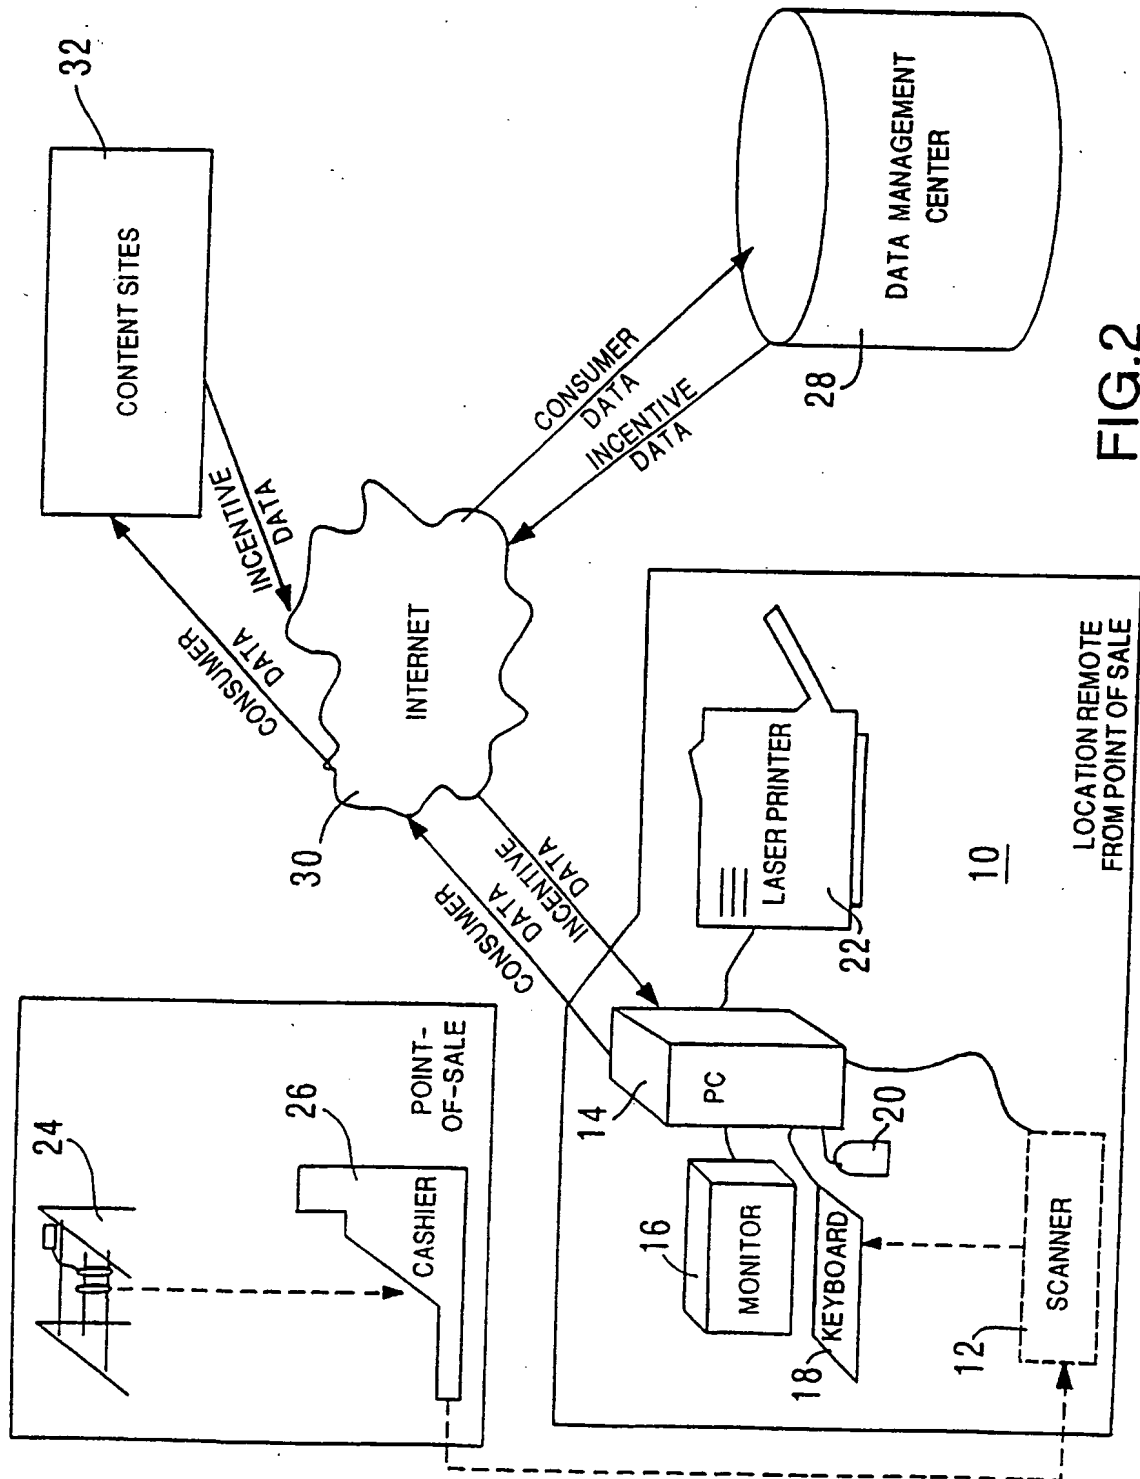 24
26
CASHIER
POINT-
OF-SALE
CONTENT SITES
32
CONSUMER
DATA
INCENTIVE
DATA
30
INTERNET
CONSUMER
DATA
INCENTIVE
DATA
CONSUMER
DATA
INCENTIVE
DATA
28
DATA MANAGEMENT
CENTER
14
PC
16
MONITOR
18
KEYBOARD
20
12
SCANNER
LASER PRINTER
22
10
LOCATION REMOTE
FROM POINT OF SALE
FIG.2